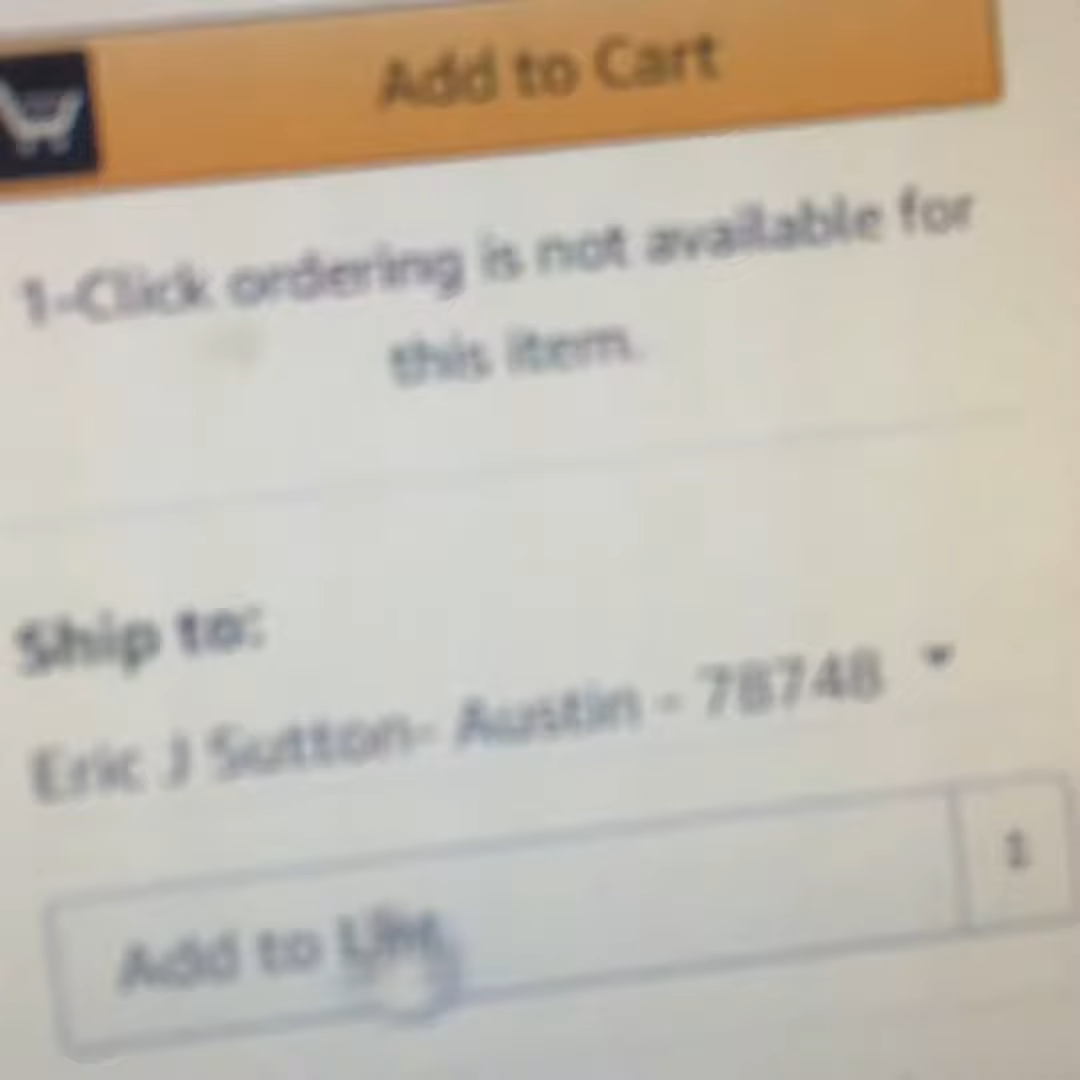 Add to Cart
1-Click ordering is not available for
this item.
Ship to:
Eric J Sutton- Austin - 78748
Add to List